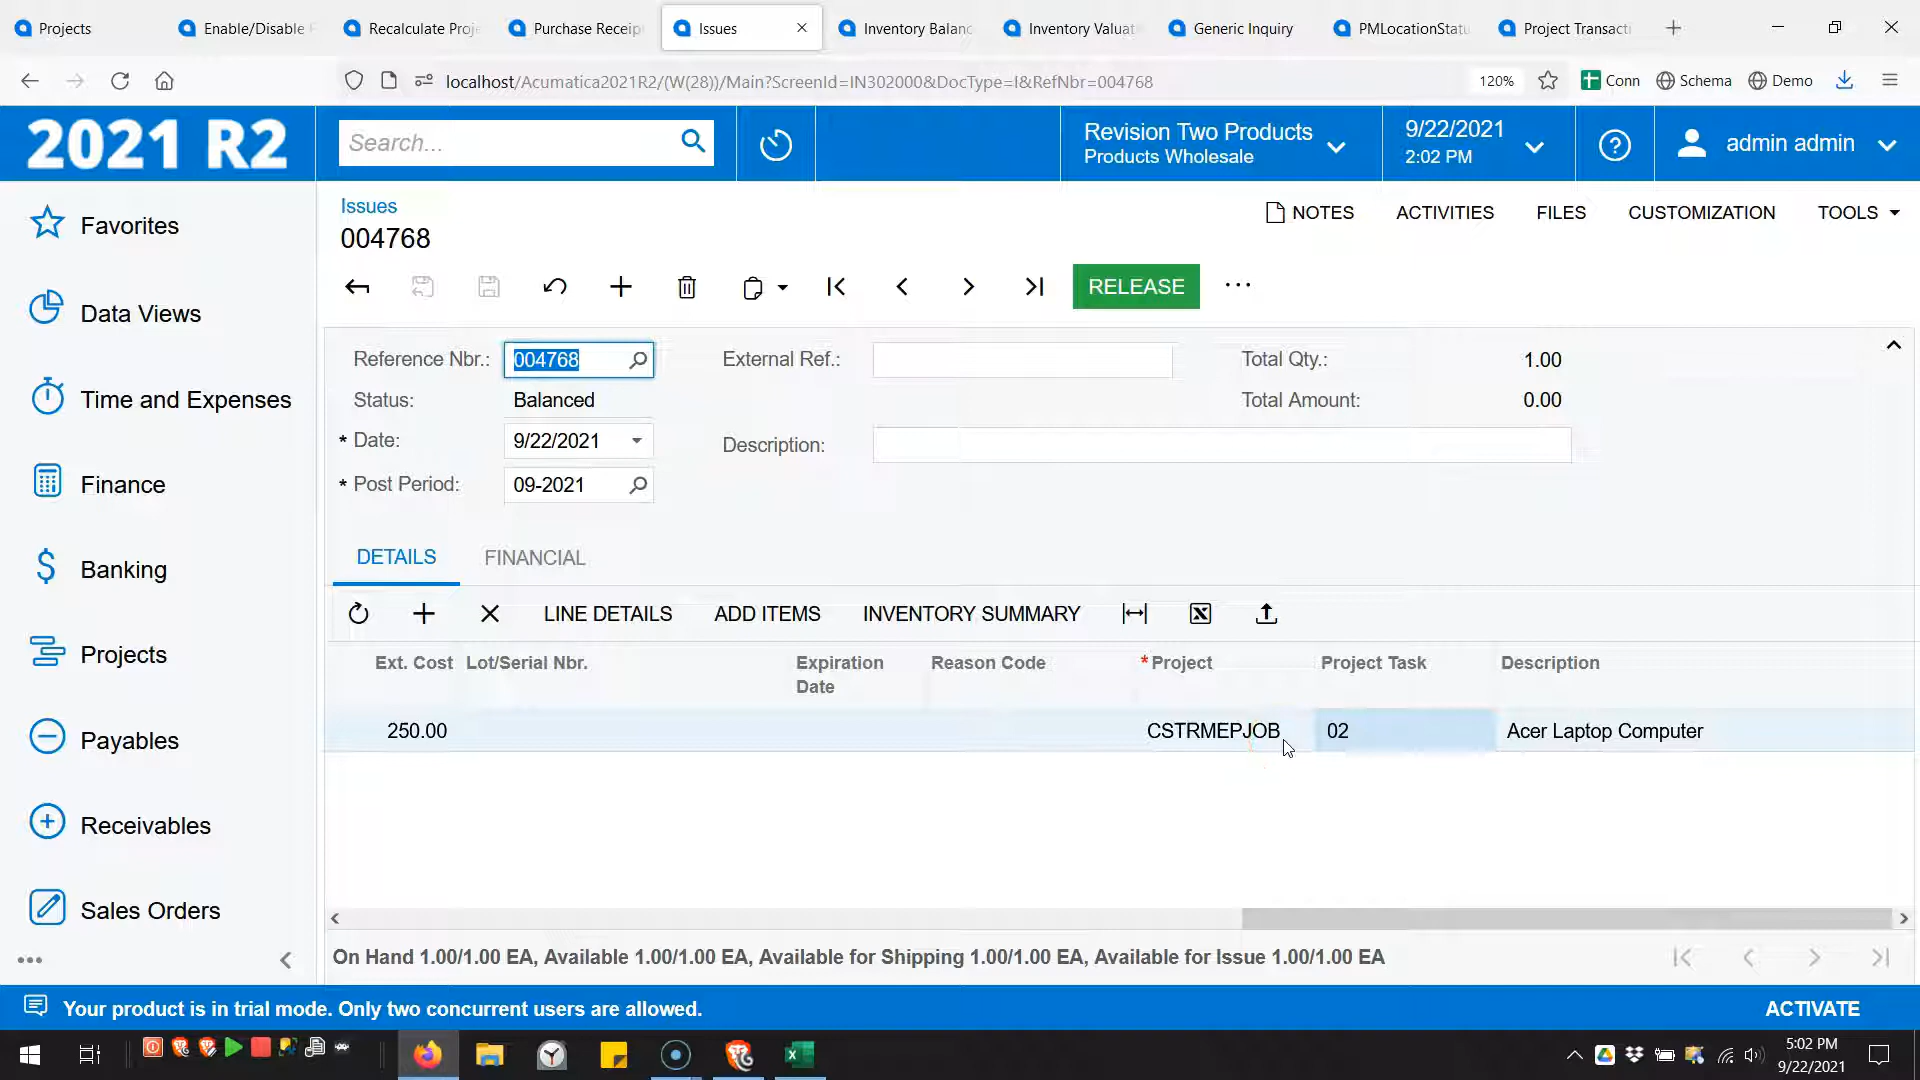 Projects
Enable/Disable
Recalculate Proje
Purchase Receip
Issues
Inventory Balanc
Inventory Valuat
Generic Inquiry
PMLocationStatu
Project Transacti
localhost/Acumatica2021R2/(W(28))/Main?ScreenId=IN302000&DocType=I&RefNbr=004768
120%
Conn
Schema
Demo
2021 R2
Search...
Revision Two Products
Products Wholesale
9/22/2021
2:02 PM
admin admin
Favorites
Data Views
Time and Expenses
Finance
Banking
Projects
Payables
Receivables
Sales Orders
Issues
004768
NOTES
ACTIVITIES
FILES
CUSTOMIZATION
TOOLS
RELEASE
Reference Nbr.:
004768
External Ref.:
Total Qty.:
1.00
Status:
Balanced
Total Amount:
0.00
* Date:
9/22/2021
Description:
* Post Period:
09-2021
DETAILS
FINANCIAL
LINE DETAILS
ADD ITEMS
INVENTORY SUMMARY
Ext. Cost
Lot/Serial Nbr.
Expiration
Date
Reason Code
*Project
Project Task
Description
250.00
CSTRMEPJOB
02
Acer Laptop Computer
On Hand 1.00/1.00 EA, Available 1.00/1.00 EA, Available for Shipping 1.00/1.00 EA, Available for Issue 1.00/1.00 EA
Your product is in trial mode. Only two concurrent users are allowed.
ACTIVATE
5:02 PM
9/22/2021